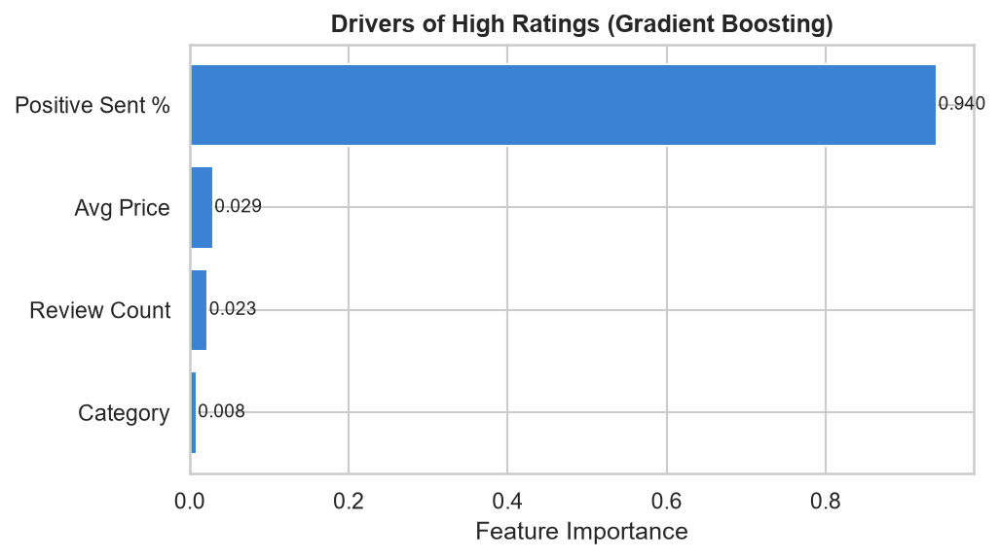 Drivers of High Ratings (Gradient Boosting)
Positive Sent %
0.940
Avg Price
0.029
Review Count
0.023
Category
0.008
0.0 0.2 0.4 0.6 0.8
Feature Importance